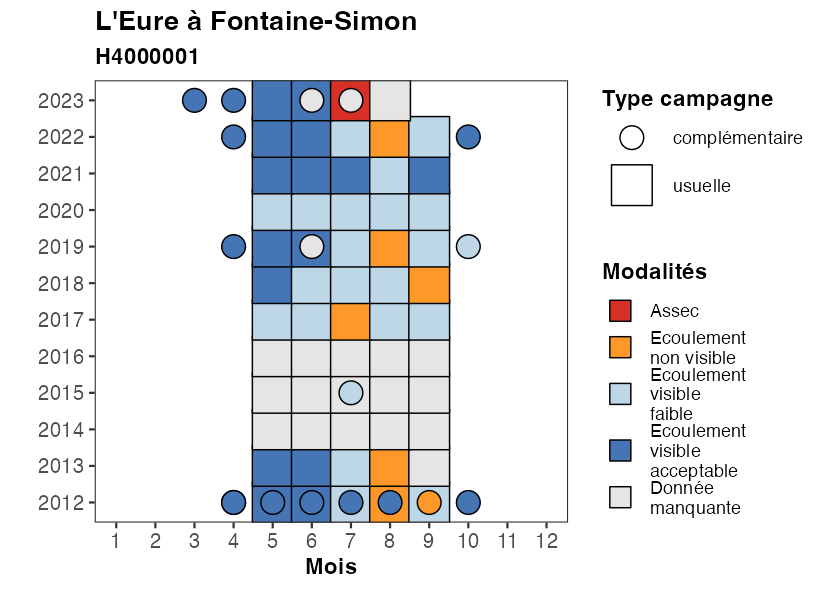 L'Eure à Fontaine-Simon
H4000001
2023
2022
2021
2020
2019
2018
2017
2016
2015
2014
2013
2012
1 2 3 4 5 6 7 8 9 10 11 12
Mois
Type campagne
complémentaire
usuelle
Modalités
Assec
Ecoulement
non visible
Ecoulement
visible
faible
Ecoulement
visible
acceptable
Donnée
manquante